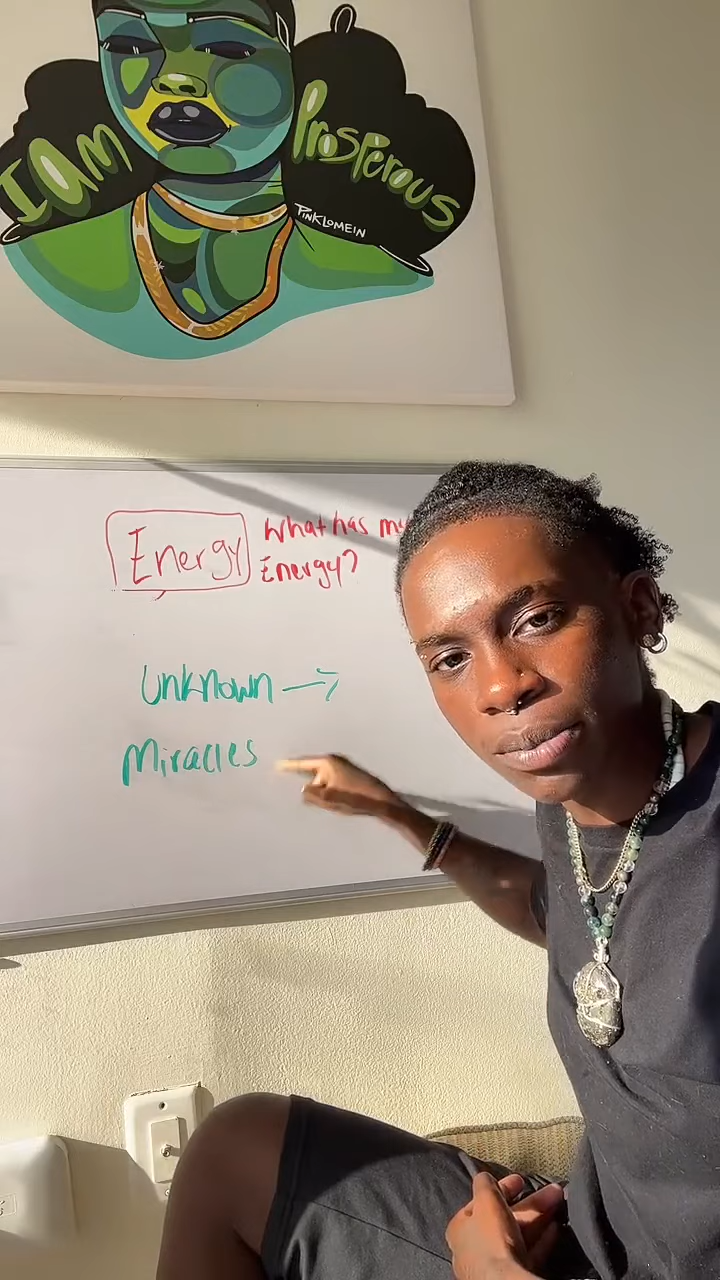 I AM
Prosperous
PINKLOMEIN
Energy
What has my
Energy?
Unknown →
Miracles